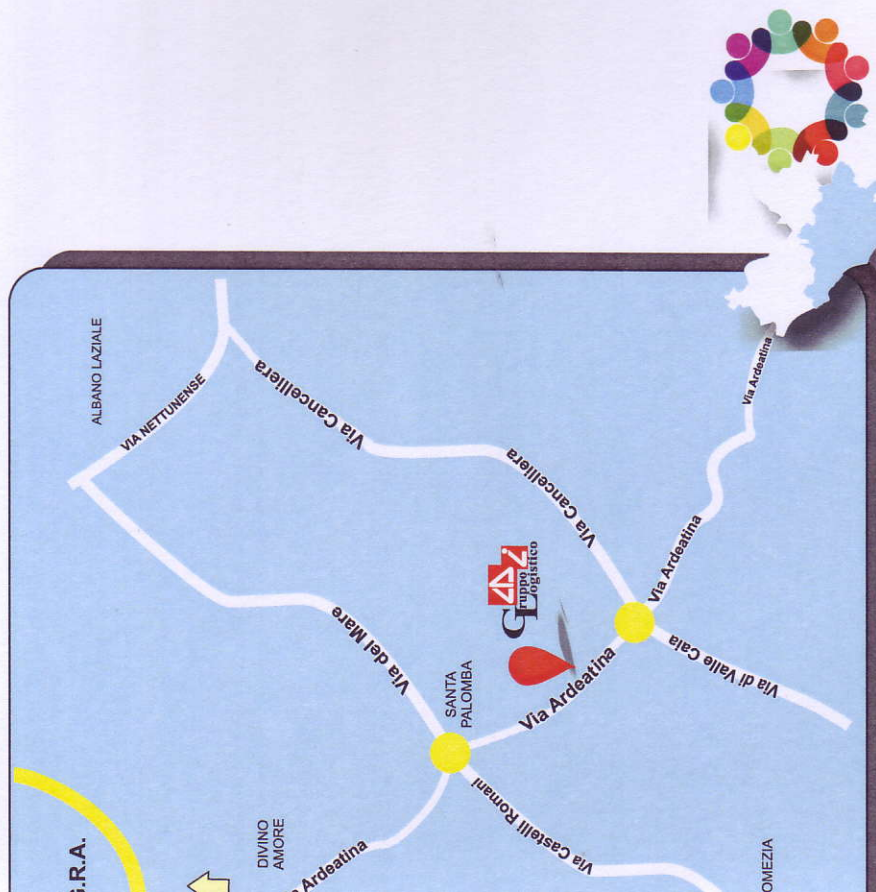 ALBANO LAZIALE
VIA NETTUNENSE
Via Cancelliera
Via Cancelliera
Via Ardeatina
Via Ardeatina
Gruppo
Logistico
Via del Mare
SANTA
PALOMBA
Via Ardeatina
Via di Valle Caia
Via Castelli Romani
DIVINO
AMORE
Ardeatina
G.R.A.
OMEZIA